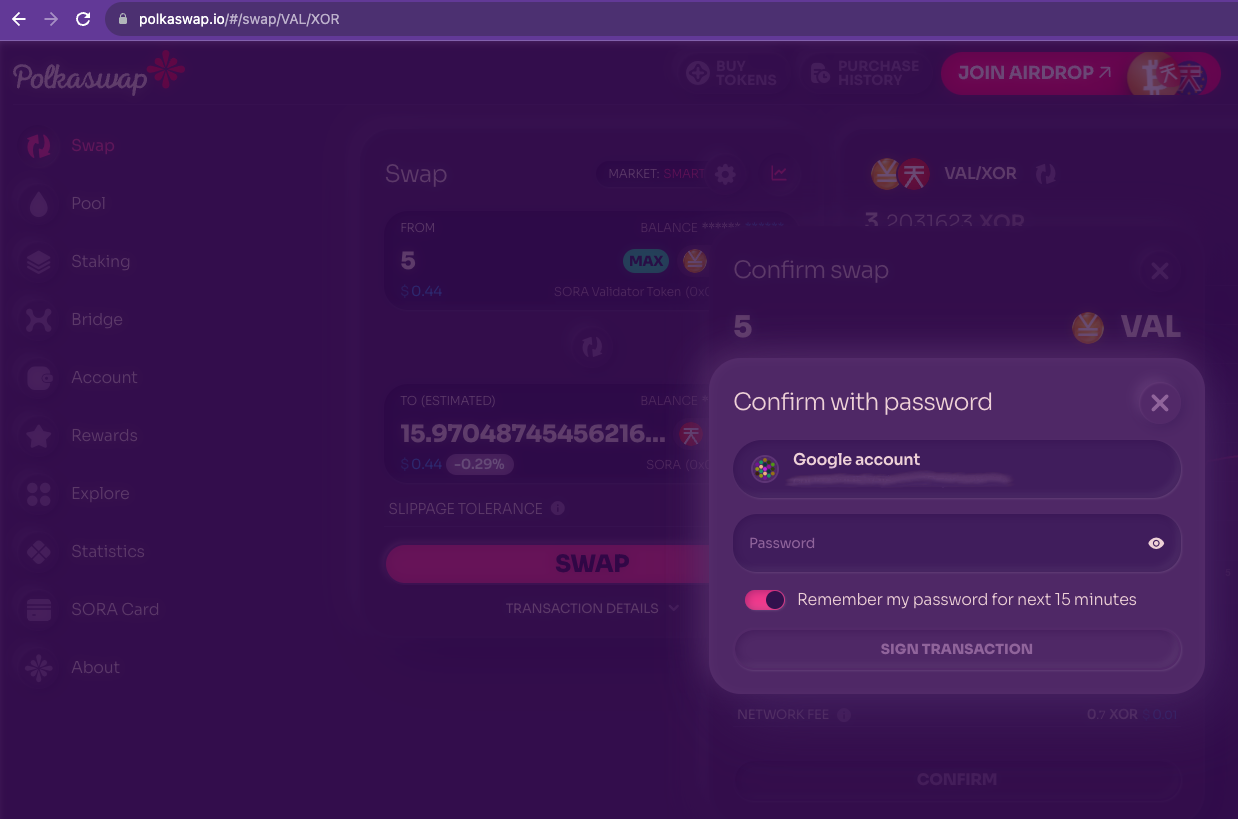 polkaswap.io/#/swap/VAL/XOR
Polkaswap
BUY TOKENS
PURCHASE HISTORY
JOIN AIRDROP
Swap
Pool
Staking
Bridge
Account
Rewards
Explore
Statistics
SORA Card
About
Swap
MARKET: SMART
FROM
BALANCE ******
5
MAX
$ 0.44
SORA Validator Token
TO (ESTIMATED)
BALANCE
15.97048745456216...
$ 0.44 -0.29%
SORA
SLIPPAGE TOLERANCE
SWAP
TRANSACTION DETAILS
VAL/XOR
3.2031623 XOR
Confirm swap
5 VAL
Confirm with password
Google account
Password
Remember my password for next 15 minutes
SIGN TRANSACTION
NETWORK FEE
0.7 XOR $ 0.01
CONFIRM